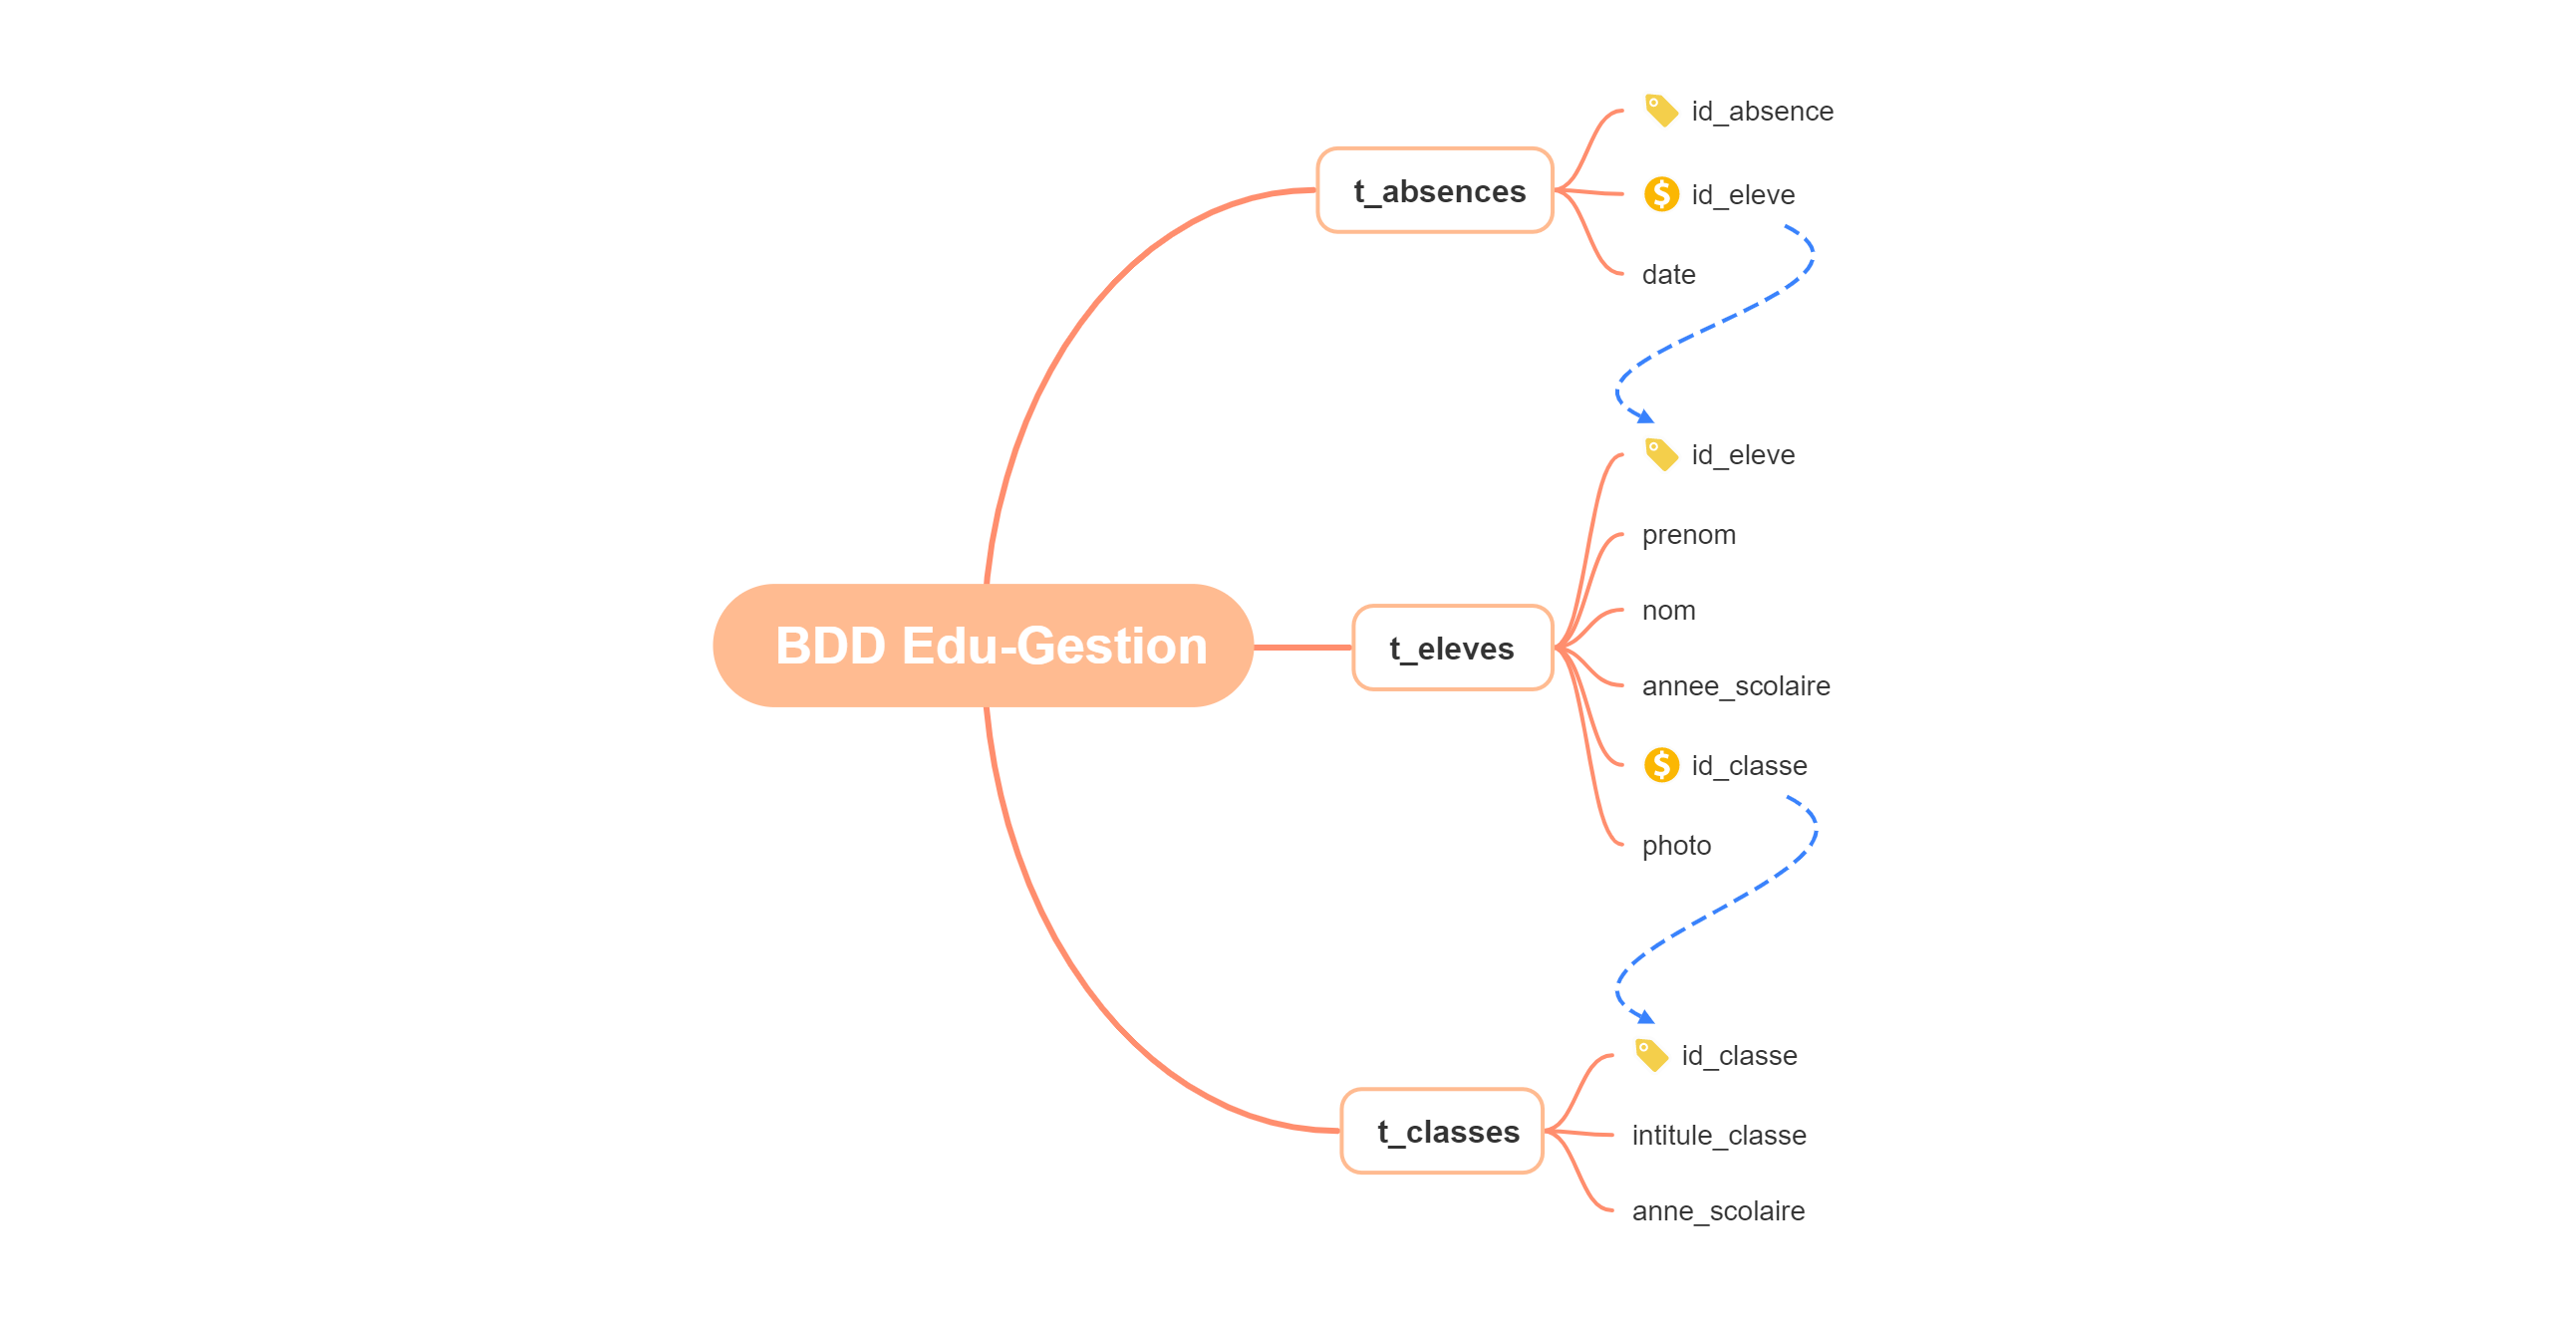 BDD Edu-Gestion
t_absences
id_absence
id_eleve
date
t_eleves
id_eleve
prenom
nom
annee_scolaire
id_classe
photo
t_classes
id_classe
intitule_classe
anne_scolaire